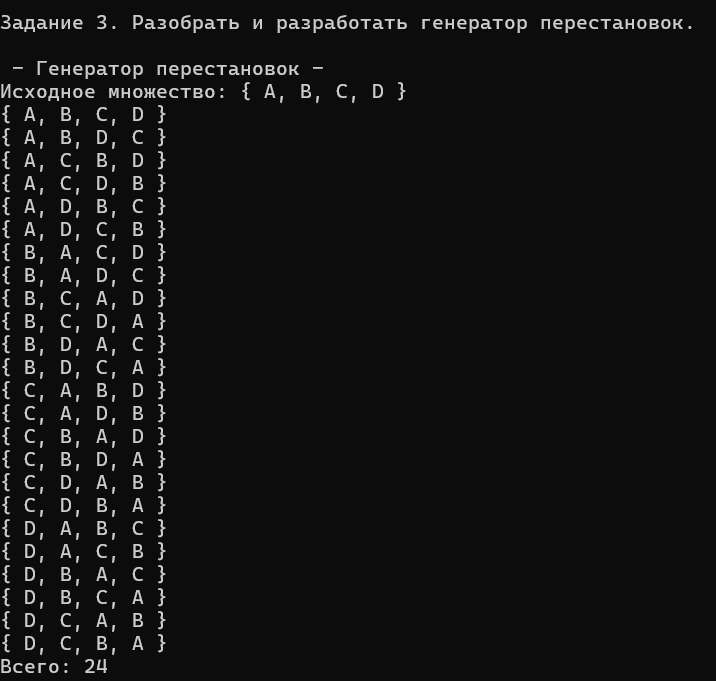 Задание 3. Разобрать и разработать генератор перестановок.
- Генератор перестановок -
Исходное множество: { A, B, C, D }
{ A, B, C, D }
{ A, B, D, C }
{ A, C, B, D }
{ A, C, D, B }
{ A, D, B, C }
{ A, D, C, B }
{ B, A, C, D }
{ B, A, D, C }
{ B, C, A, D }
{ B, C, D, A }
{ B, D, A, C }
{ B, D, C, A }
{ C, A, B, D }
{ C, A, D, B }
{ C, B, A, D }
{ C, B, D, A }
{ C, D, A, B }
{ C, D, B, A }
{ D, A, B, C }
{ D, A, C, B }
{ D, B, A, C }
{ D, B, C, A }
{ D, C, A, B }
{ D, C, B, A }
Всего: 24